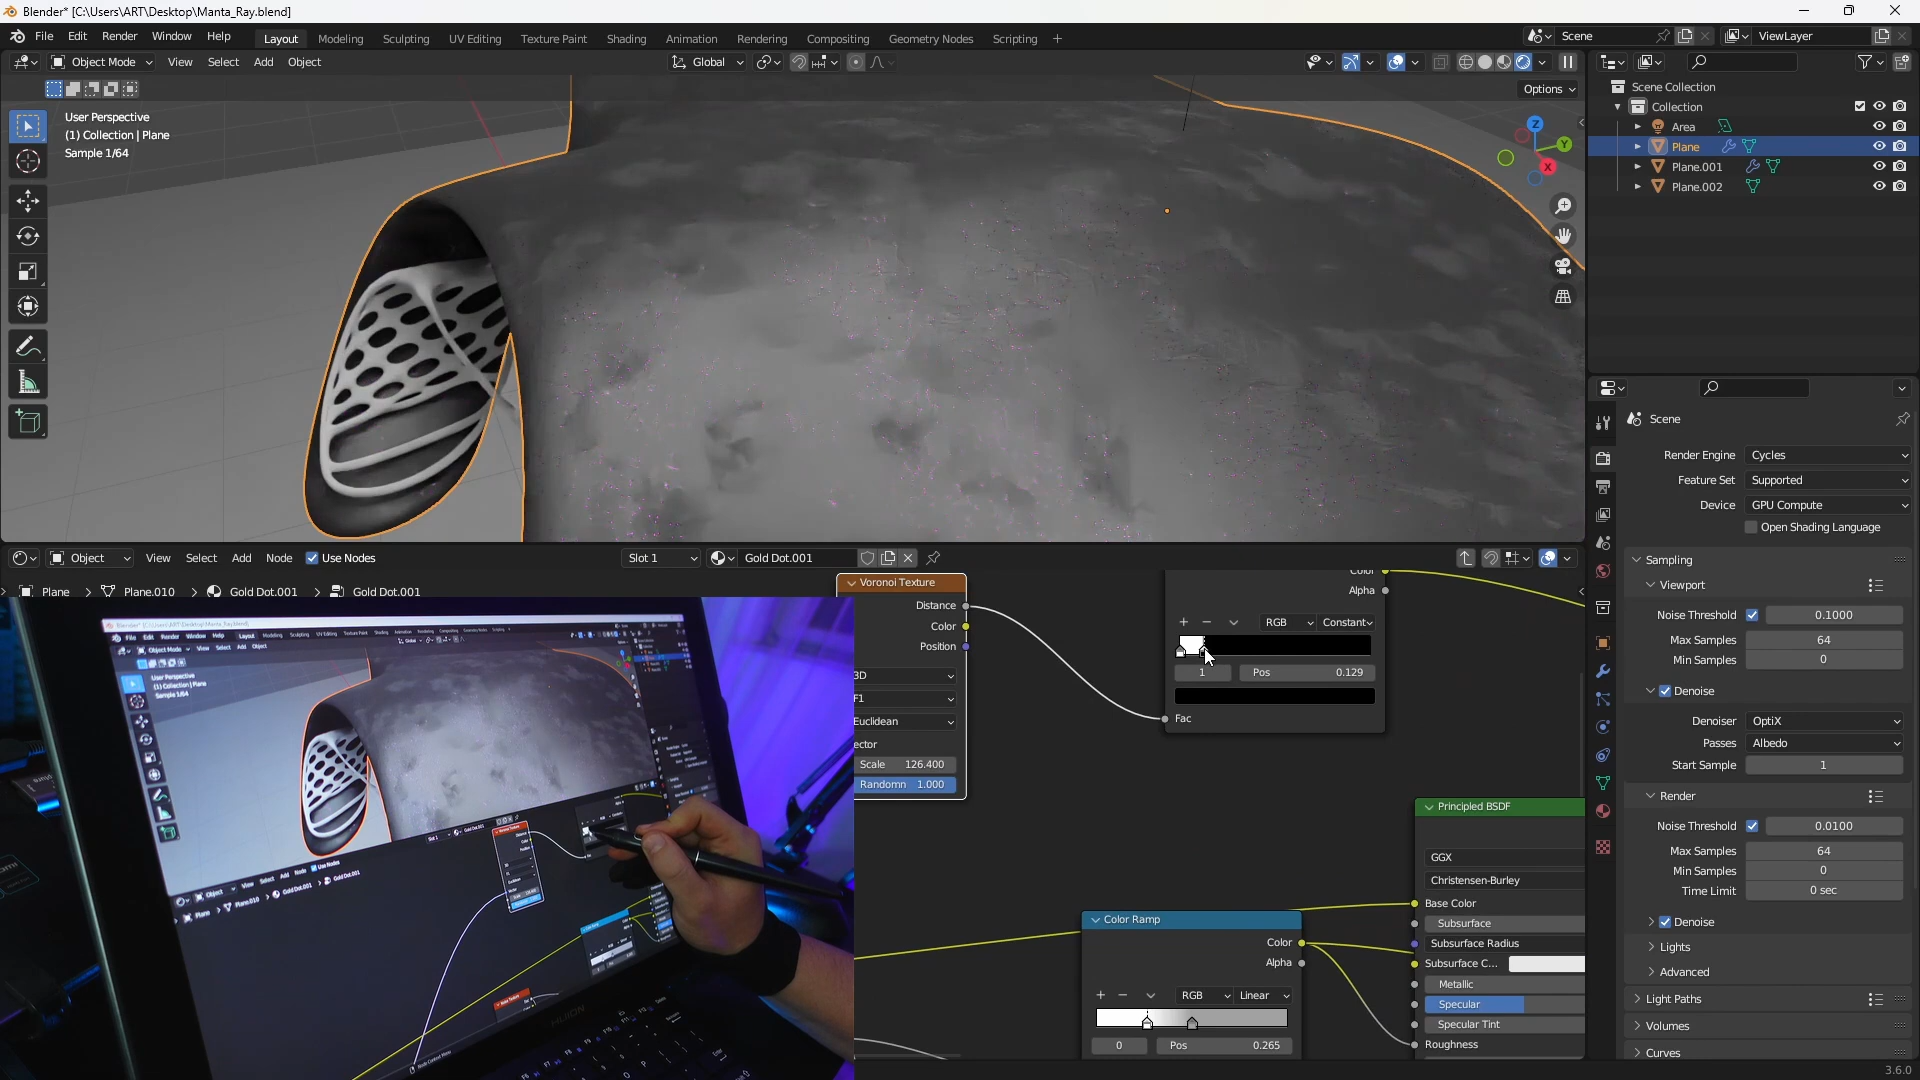 Blender* [C:\Users\ART\Desktop\Manta_Ray.blend]
File Edit Render Window Help
Layout Modeling Sculpting UV Editing Texture Paint Shading Animation Rendering Compositing Geometry Nodes Scripting +
Scene
ViewLayer
Object Mode View Select Add Object
Global
Options
User Perspective
(1) Collection | Plane
Sample 1/64
Z
Y
X
Scene Collection
Collection
Area
Plane
Plane.001
Plane.002
Scene
Render Engine Cycles
Feature Set Supported
Device GPU Compute
Open Shading Language
Sampling
Viewport
Noise Threshold 0.1000
Max Samples 64
Min Samples 0
Denoise
Denoiser OptiX
Passes Albedo
Start Sample 1
Render
Noise Threshold 0.0100
Max Samples 64
Min Samples 0
Time Limit 0 sec
Denoise
Lights
Advanced
Light Paths
Volumes
Curves
3.6.0
Object View Select Add Node Use Nodes
Slot 1
Gold Dot.001
Plane > Plane.010 > Gold Dot.001 > Gold Dot.001
Voronoi Texture
Distance
Color
Position
3D
F1
Euclidean
ector
Scale 126.400
Randomn 1.000
Color
Alpha
+ −
RGB Constant
1 Pos 0.129
Fac
Color Ramp
Color
Alpha
+ −
RGB Linear
0 Pos 0.265
Principled BSDF
GGX
Christensen-Burley
Base Color
Subsurface
Subsurface Radius
Subsurface C...
Metallic
Specular
Specular Tint
Roughness
HUION